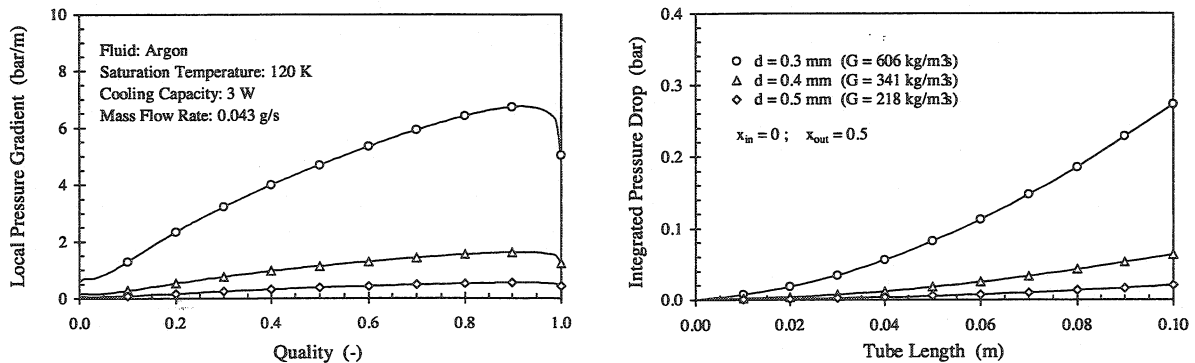 Local Pressure Gradient (bar/m)
10
8
6
4
2
0
Fluid: Argon
Saturation Temperature: 120 K
Cooling Capacity: 3 W
Mass Flow Rate: 0.043 g/s
0.0 0.2 0.4 0.6 0.8 1.0
Quality (-)
Integrated Pressure Drop (bar)
0.4
0.3
0.2
0.1
0.0
d = 0.3 mm (G = 606 kg/m3s)
d = 0.4 mm (G = 341 kg/m3s)
d = 0.5 mm (G = 218 kg/m3s)
xin = 0 ; xout = 0.5
0.00 0.02 0.04 0.06 0.08 0.10
Tube Length (m)